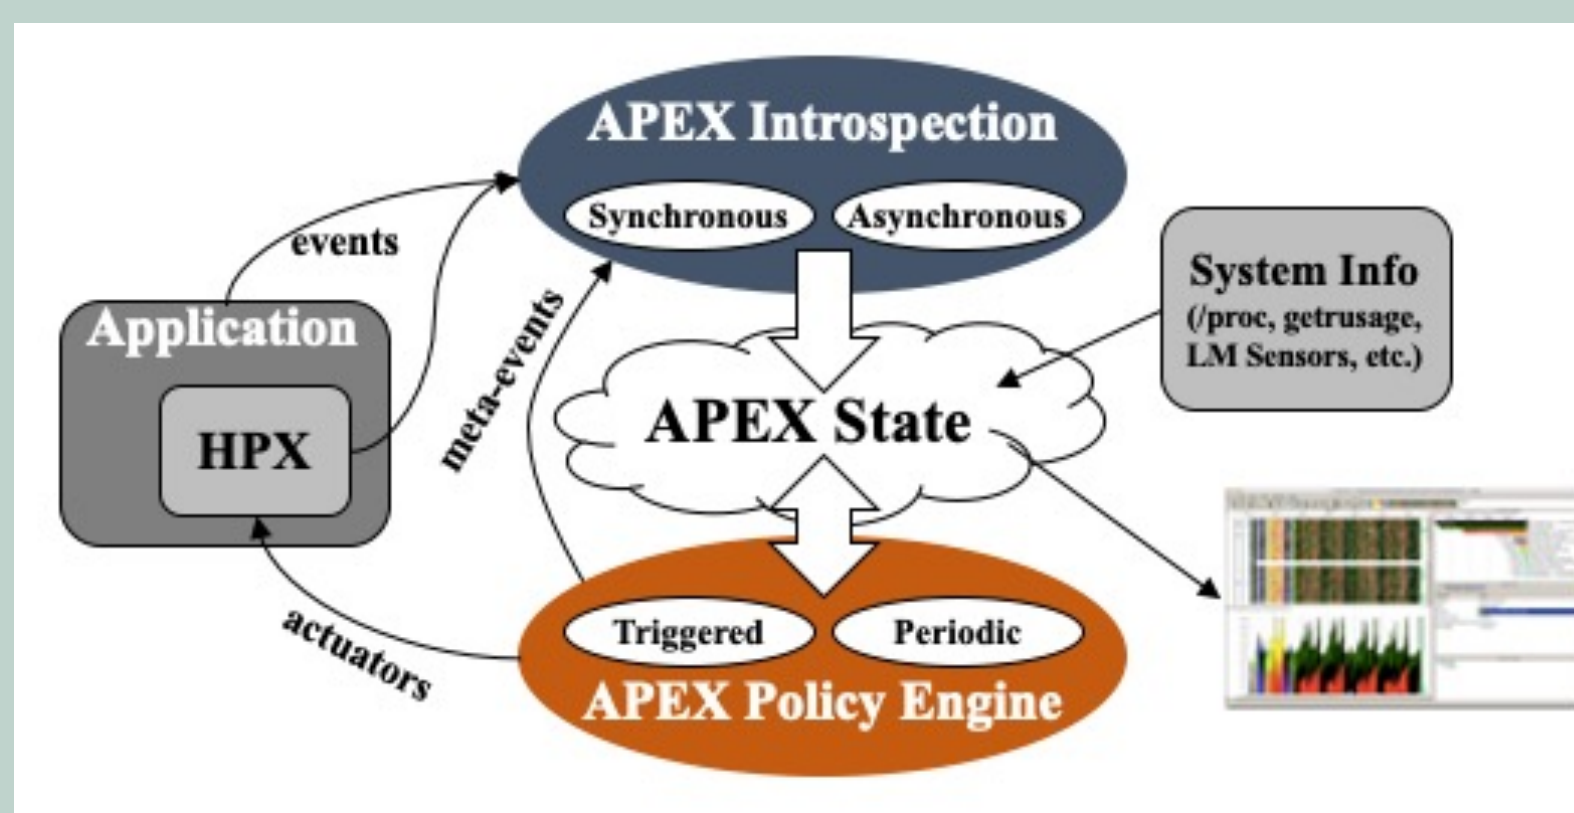 APEX Introspection
Synchronous
Asynchronous
events
System Info
(/proc, getrusage,
LM Sensors, etc.)
Application
HPX
meta-events
APEX State
actuators
Triggered
Periodic
APEX Policy Engine